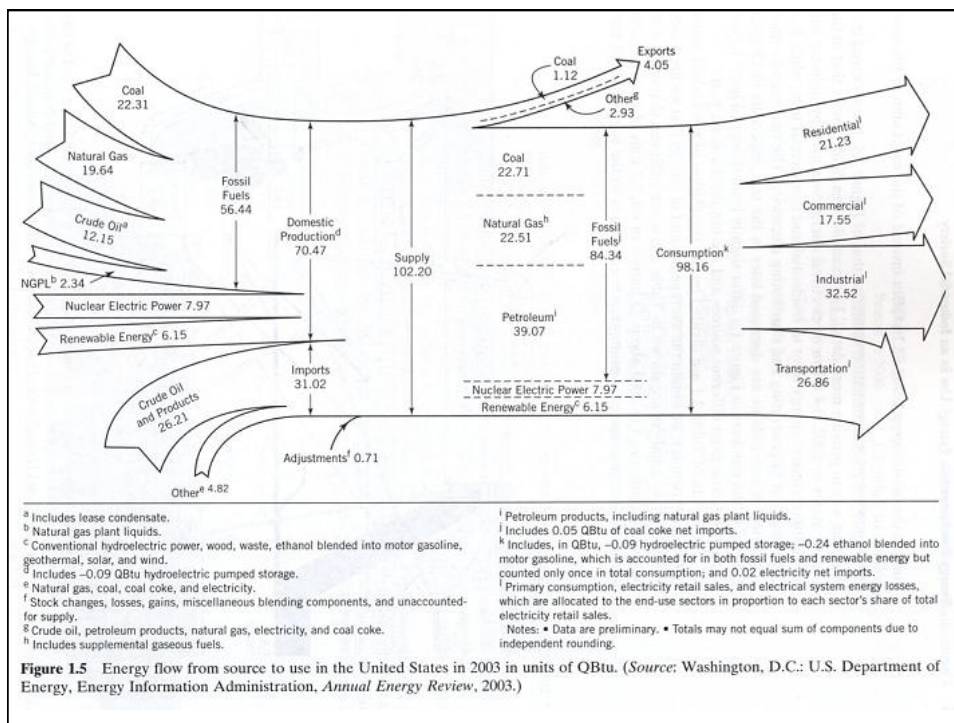 Coal
22.31
Natural Gas
19.64
Crude Oil^a
12.15
NGPL^b 2.34
Nuclear Electric Power 7.97
Renewable Energy^c 6.15
Crude Oil
and Products
26.21
Other^e 4.82
Fossil
Fuels
56.44
Domestic
Production^d
70.47
Imports
31.02
Adjustments^f 0.71
Supply
102.20
Coal
1.12
Exports
4.05
Other^g
2.93
Coal
22.71
Natural Gas^h
22.51
Petroleum^i
39.07
Nuclear Electric Power 7.97
Renewable Energy^c 6.15
Fossil
Fuels^j
84.34
Consumption^k
98.16
Residential^l
21.23
Commercial^l
17.55
Industrial^l
32.52
Transportation^l
26.86
^a Includes lease condensate.
^b Natural gas plant liquids.
^c Conventional hydroelectric power, wood, waste, ethanol blended into motor gasoline,
geothermal, solar, and wind.
^d Includes −0.09 QBtu hydroelectric pumped storage.
^e Natural gas, coal, coal coke, and electricity.
^f Stock changes, losses, gains, miscellaneous blending components, and unaccounted-
for supply.
^g Crude oil, petroleum products, natural gas, electricity, and coal coke.
^h Includes supplemental gaseous fuels.
^i Petroleum products, including natural gas plant liquids.
^j Includes 0.05 QBtu of coal coke net imports.
^k Includes, in QBtu, −0.09 hydroelectric pumped storage; −0.24 ethanol blended into
motor gasoline, which is accounted for in both fossil fuels and renewable energy but
counted only once in total consumption; and 0.02 electricity net imports.
^l Primary consumption, electricity retail sales, and electrical system energy losses,
which are allocated to the end-use sectors in proportion to each sector's share of total
electricity retail sales.
Notes: • Data are preliminary. • Totals may not equal sum of components due to
independent rounding.
Figure 1.5 Energy flow from source to use in the United States in 2003 in units of QBtu. (Source: Washington, D.C.: U.S. Department of
Energy, Energy Information Administration, Annual Energy Review, 2003.)